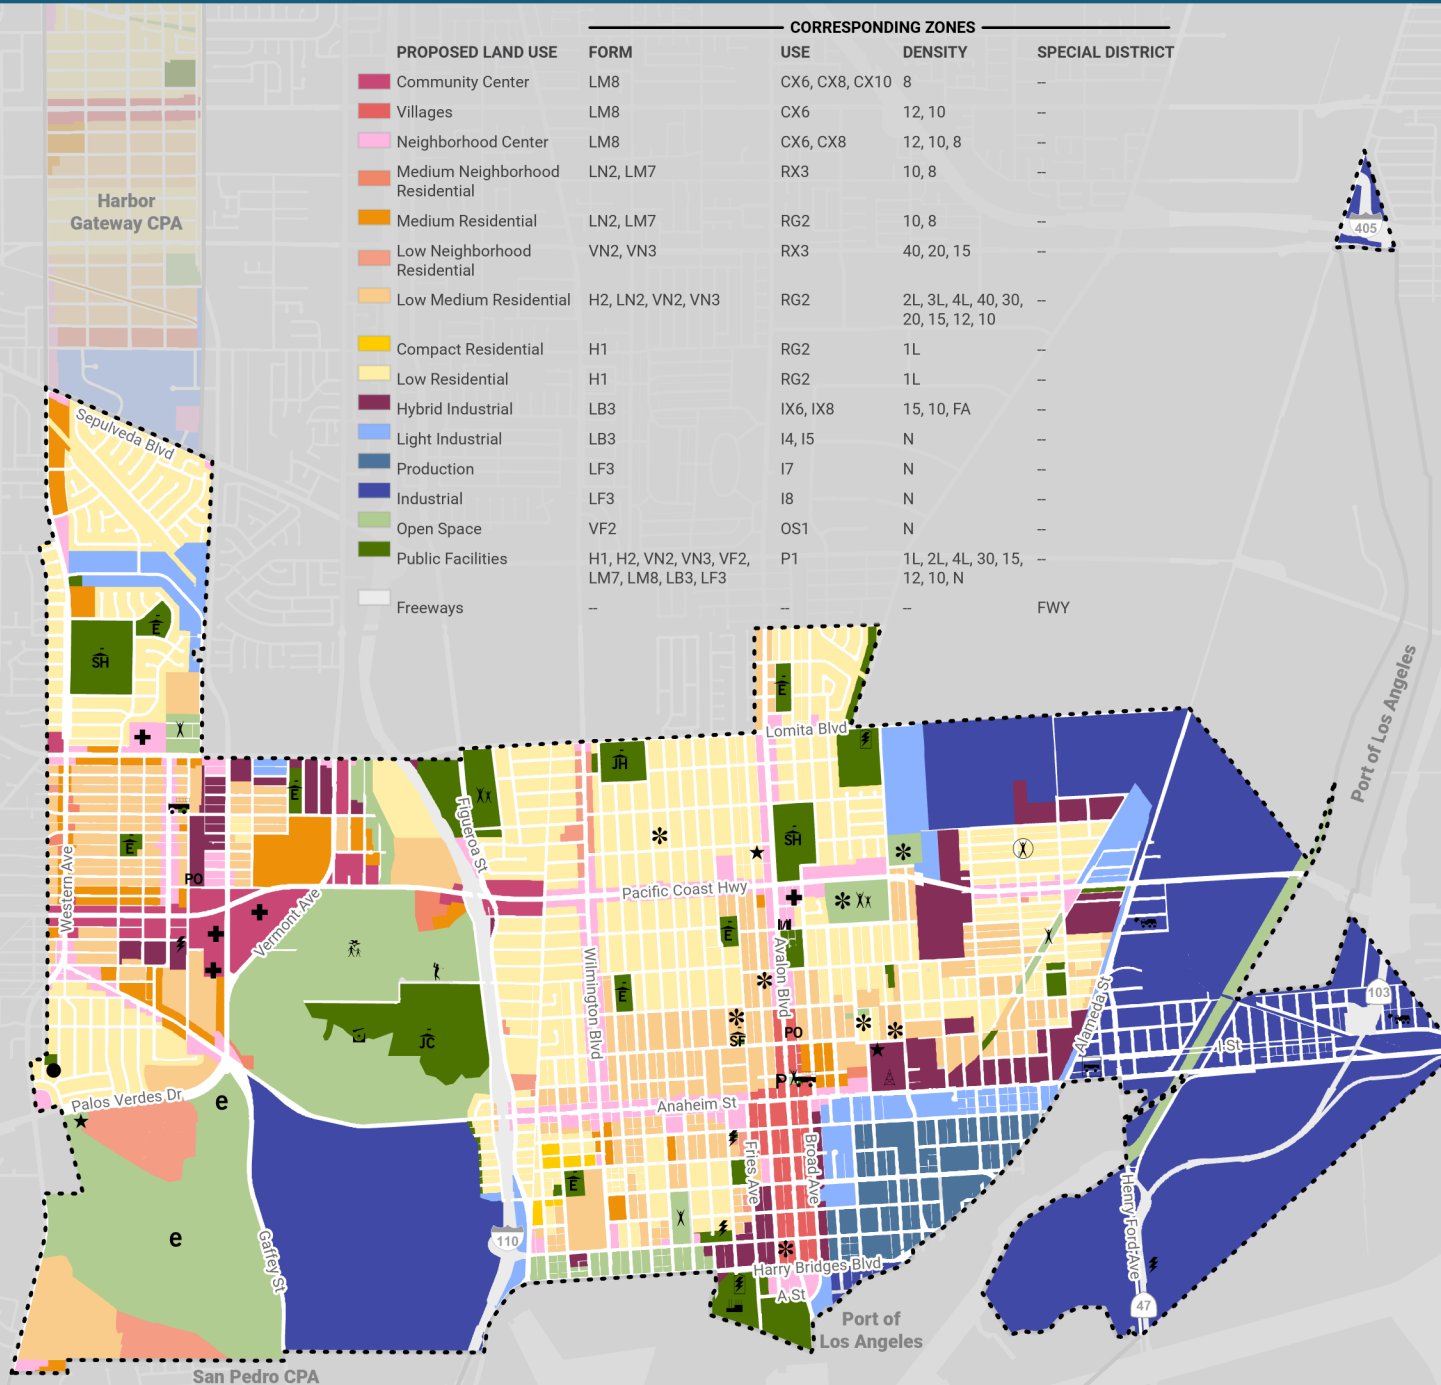 CORRESPONDING ZONES
PROPOSED LAND USE FORM USE DENSITY SPECIAL DISTRICT
Community Center LM8 CX6, CX8, CX10 8 --
Villages LM8 CX6 12, 10 --
Neighborhood Center LM8 CX6, CX8 12, 10, 8 --
Medium Neighborhood LN2, LM7 RX3 10, 8 --
Residential
Medium Residential LN2, LM7 RG2 10, 8 --
Low Neighborhood VN2, VN3 RX3 40, 20, 15 --
Residential
Low Medium Residential H2, LN2, VN2, VN3 RG2 2L, 3L, 4L, 40, 30, --
20, 15, 12, 10
Compact Residential H1 RG2 1L --
Low Residential H1 RG2 1L --
Hybrid Industrial LB3 IX6, IX8 15, 10, FA --
Light Industrial LB3 I4, I5 N --
Production LF3 I7 N --
Industrial LF3 I8 N --
Open Space VF2 OS1 N --
Public Facilities H1, H2, VN2, VN3, VF2, P1 1L, 2L, 4L, 30, 15, --
LM7, LM8, LB3, LF3 12, 10, N
Freeways -- -- -- FWY
Harbor
Gateway CPA
405
Sepulveda Blvd
E
SH
E
Lomita Blvd
Port of Los Angeles
JH
E
Figueroa St
SH
E
Western Ave
PO
Pacific Coast Hwy
Vermont Ave
E
Wilmington Blvd
Avalon Blvd
E
103
JC
SF
PO
Alameda St
I St
P
Palos Verdes Dr
e
Anaheim St
E
Fries Ave
Broad Ave
e
Gaffey St
110
Henry Ford Ave
Harry Bridges Blvd
A St
47
Port of
Los Angeles
San Pedro CPA